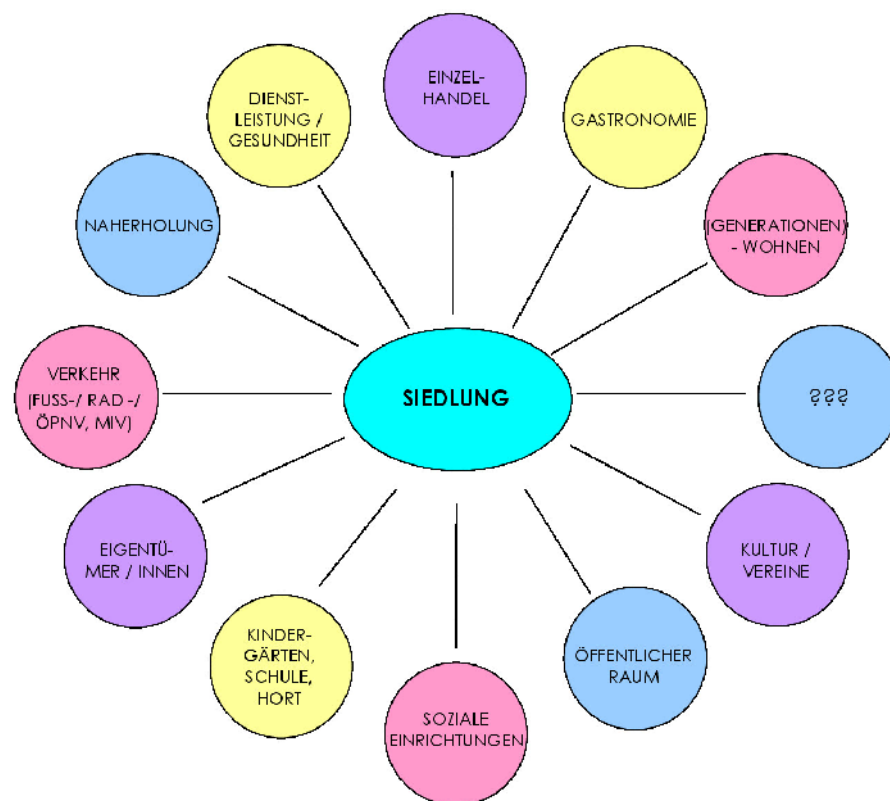 EINZEL-
HANDEL
DIENST-
LEISTUNG /
GESUNDHEIT
GASTRONOMIE
NAHERHOLUNG
(GENERATIONEN)
- WOHNEN
VERKEHR
(FUSS-/ RAD -/
ÖPNV, MIV)
SIEDLUNG
???
EIGENTÜ-
MER / INNEN
KULTUR /
VEREINE
KINDER-
GÄRTEN,
SCHULE,
HORT
ÖFFENTLICHER
RAUM
SOZIALE
EINRICHTUNGEN